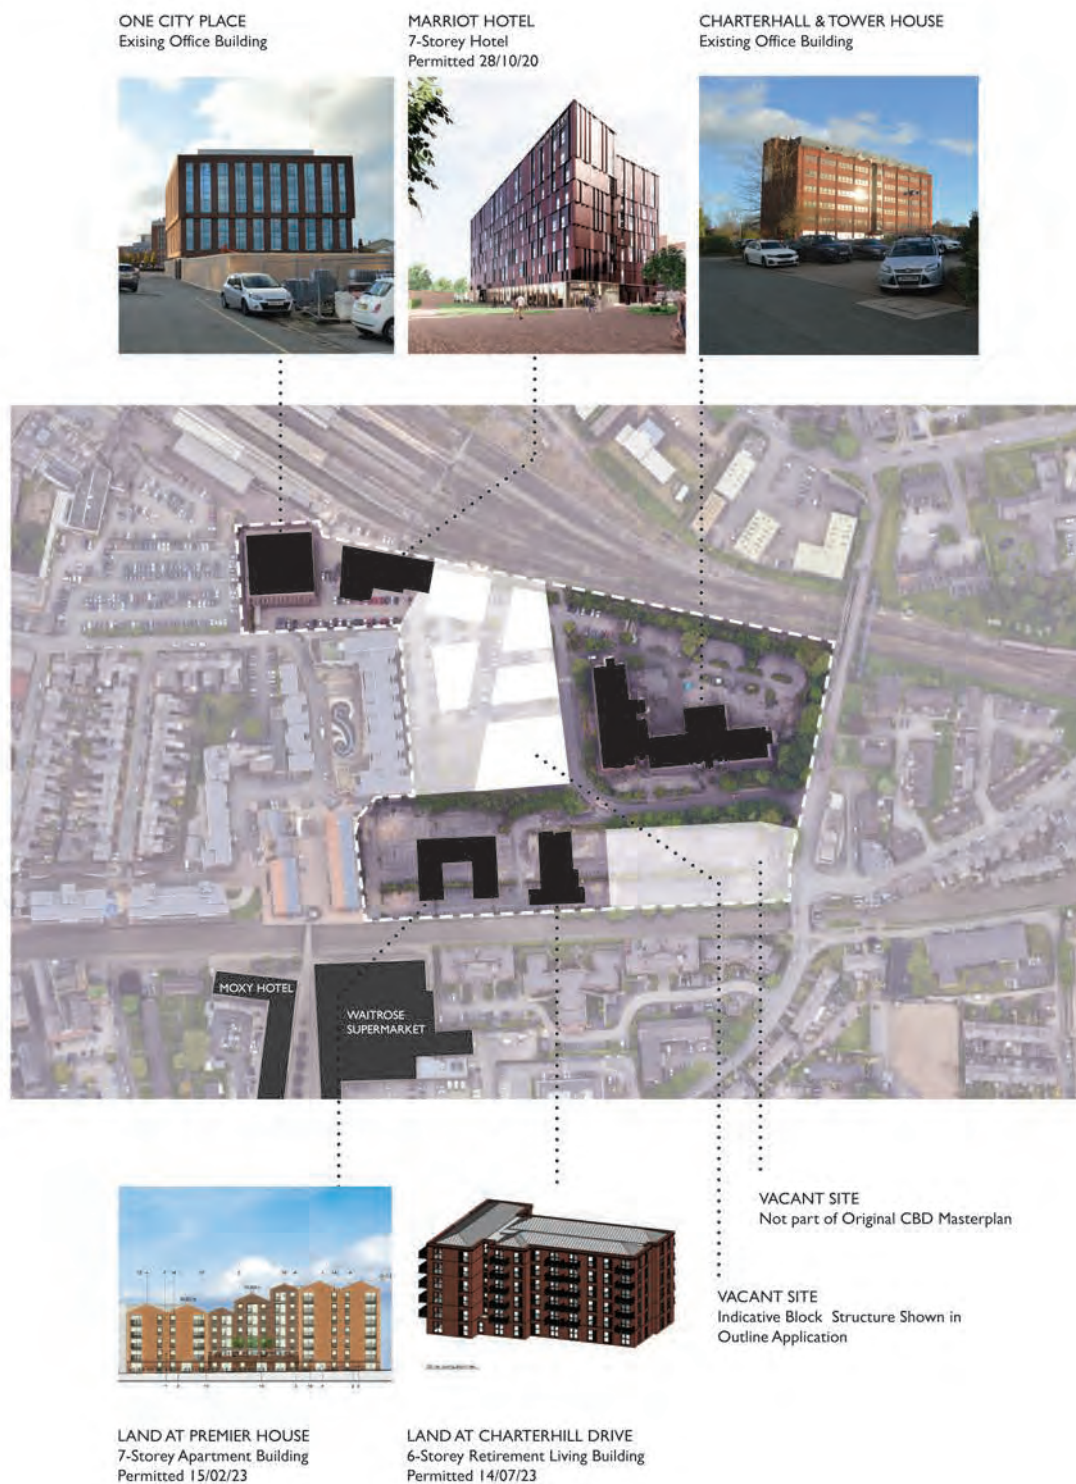 ONE CITY PLACE
Exising Office Building
MARRIOT HOTEL
7-Storey Hotel
Permitted 28/10/20
CHARTERHALL & TOWER HOUSE
Existing Office Building
MOXY HOTEL
WAITROSE
SUPERMARKET
VACANT SITE
Not part of Original CBD Masterplan
VACANT SITE
Indicative Block Structure Shown in
Outline Application
LAND AT PREMIER HOUSE
7-Storey Apartment Building
Permitted 15/02/23
LAND AT CHARTERHILL DRIVE
6-Storey Retirement Living Building
Permitted 14/07/23